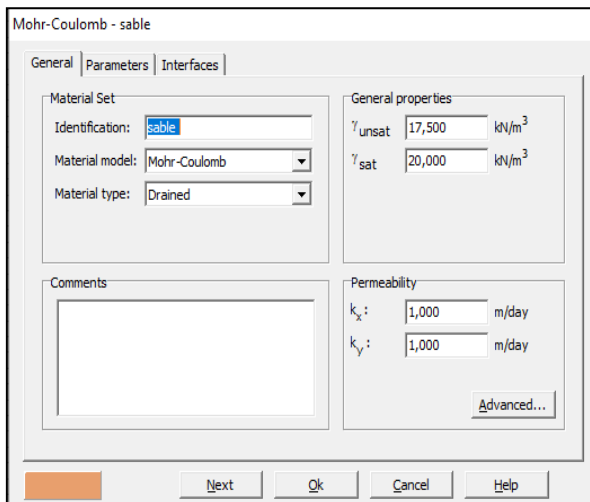 Mohr-Coulomb - sable
General Parameters Interfaces
Material Set
Identification: sable
Material model: Mohr-Coulomb
Material type: Drained
General properties
γunsat 17,500 kN/m³
γsat 20,000 kN/m³
Comments
Permeability
kx: 1,000 m/day
ky: 1,000 m/day
Advanced...
Next Ok Cancel Help